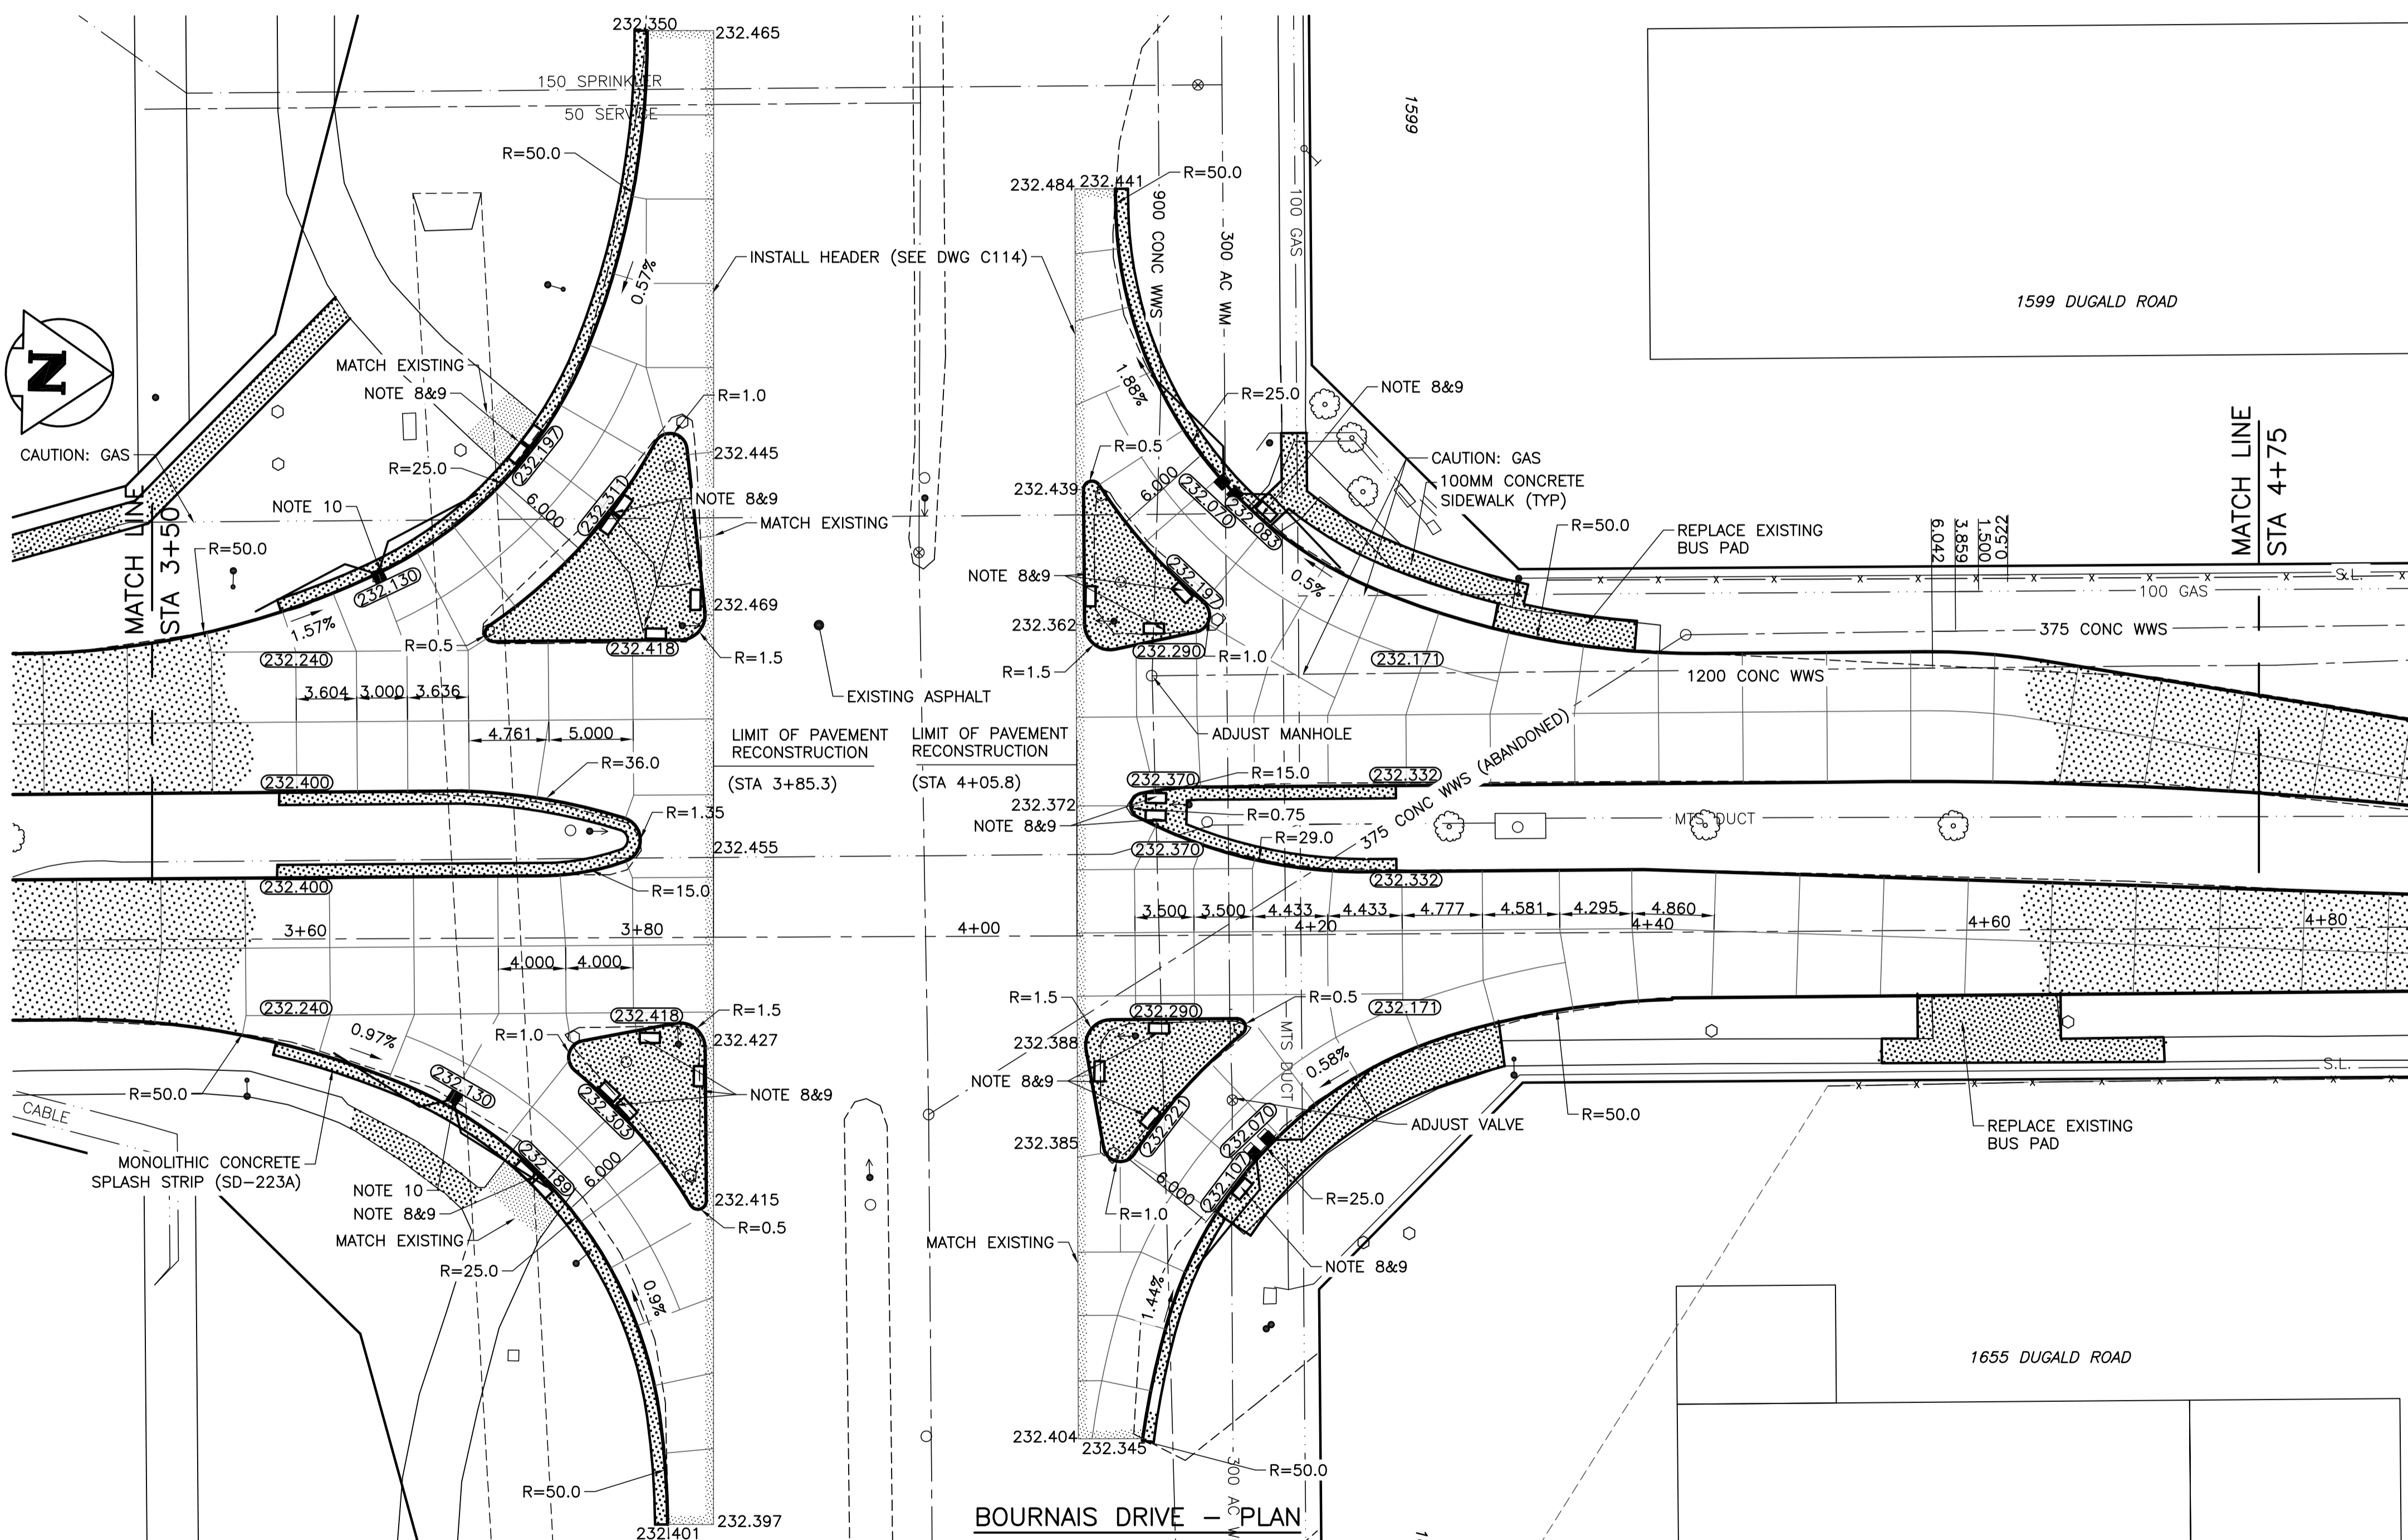 232.350
232.465
150 SPRINKLER
50 SERVICE
R=50.0
0.57%
INSTALL HEADER (SEE DWG C114)
232.484
232.441
R=50.0
900 CONC WWS
300 AC WM
100 GAS
1599
1599 DUGALD ROAD
N
MATCH EXISTING
NOTE 8&9
R=1.0
CAUTION: GAS
R=25.0
232.197
232.311
6.000
232.445
NOTE 8&9
MATCH EXISTING
NOTE 10
MATCH LINE
STA 3+50
R=50.0
232.130
1.57%
R=0.5
232.469
232.418
R=1.5
232.240
3.604
3.000
3.636
4.761
5.000
EXISTING ASPHALT
LIMIT OF PAVEMENT
RECONSTRUCTION
(STA 3+85.3)
LIMIT OF PAVEMENT
RECONSTRUCTION
(STA 4+05.8)
1.88%
R=25.0
NOTE 8&9
R=0.5
232.439
6.000
232.070
232.083
CAUTION: GAS
100MM CONCRETE
SIDEWALK (TYP)
R=50.0
REPLACE EXISTING
BUS PAD
NOTE 8&9
232.197
0.5%
232.362
232.290
R=1.0
R=1.5
232.171
ADJUST MANHOLE
1200 CONC WWS
375 CONC WWS
375 CONC WWS (ABANDONED)
6.042
3.859
1.500
0.522
MATCH LINE
STA 4+75
S.L.
100 GAS
232.400
R=36.0
R=1.35
232.455
R=15.0
232.400
232.370
R=15.0
232.332
232.372
NOTE 8&9
R=0.75
R=29.0
232.370
232.332
MTS DUCT
3+60
3+80
4+00
4+20
4+40
4+60
4+80
3.500
3.500
4.433
4.433
4.777
4.581
4.295
4.860
4.000
4.000
232.240
0.97%
232.418
R=1.5
R=1.0
232.427
232.130
R=50.0
CABLE
232.303
NOTE 8&9
MONOLITHIC CONCRETE
SPLASH STRIP (SD-223A)
NOTE 10
NOTE 8&9
MATCH EXISTING
232.189
6.000
232.415
R=0.5
R=25.0
0.9%
R=50.0
232.397
232.401
R=1.5
232.290
R=0.5
232.171
232.388
NOTE 8&9
MTS DUCT
0.58%
232.221
232.070
232.107
ADJUST VALVE
R=50.0
232.385
R=1.0
6.000
R=25.0
MATCH EXISTING
NOTE 8&9
1.44%
232.404
232.345
R=50.0
300 AC W
S.L.
REPLACE EXISTING
BUS PAD
1655 DUGALD ROAD
BOURNAIS DRIVE – PLAN